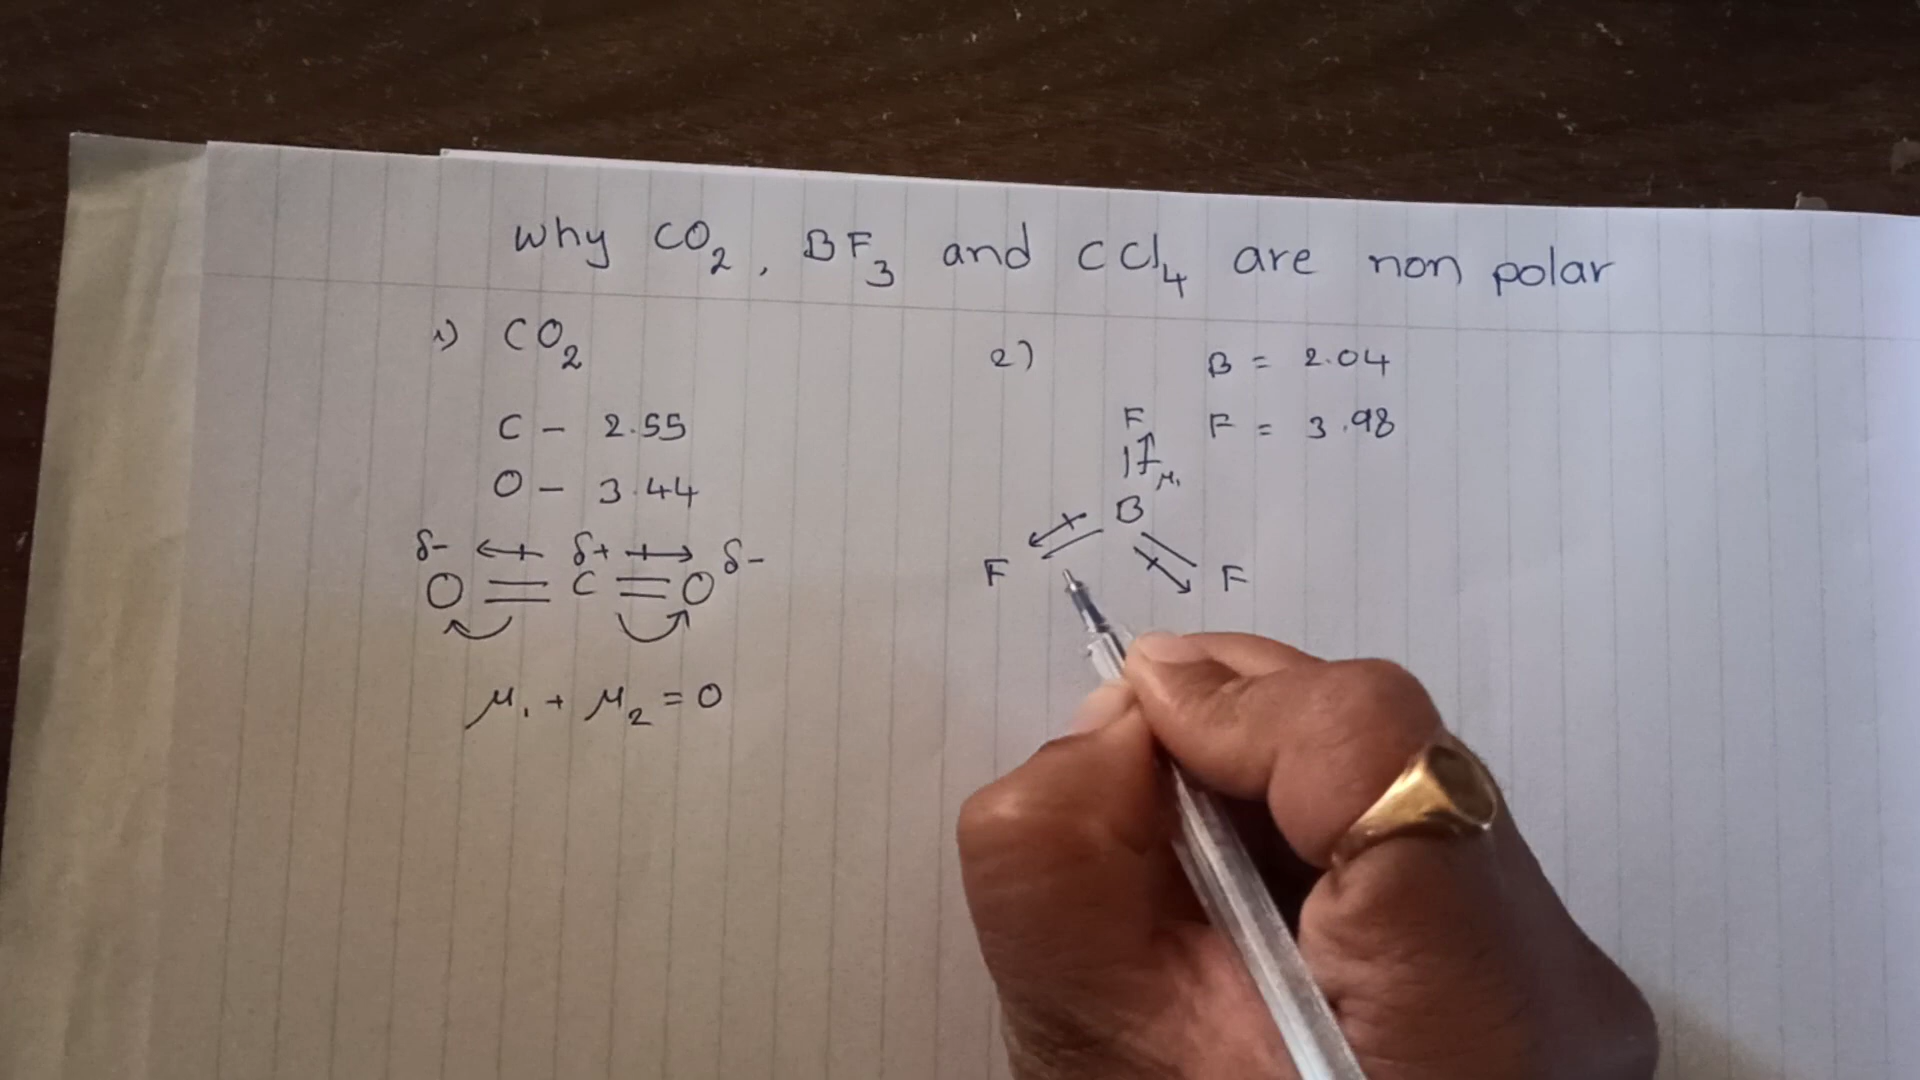 why CO₂, BF₃ and CCl₄ are non polar
1) CO₂
C – 2.55
O – 3.44
δ- ⟵+ δ+ +⟶ δ-
O = C = O
μ₁ + μ₂ = 0
2)
B = 2.04
F = 3.98
F
μ₁
B
F F